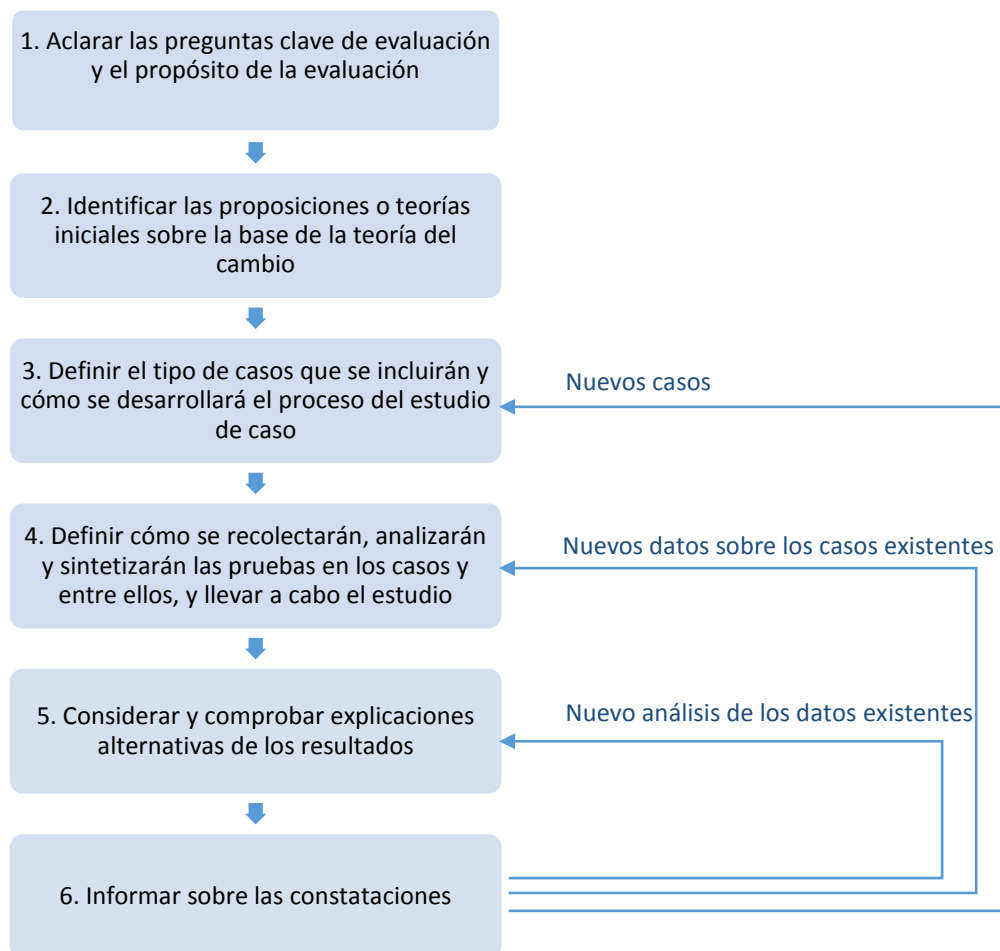 1. Aclarar las preguntas clave de evaluación
y el propósito de la evaluación
2. Identificar las proposiciones o teorías
iniciales sobre la base de la teoría del
cambio
3. Definir el tipo de casos que se incluirán y
cómo se desarrollará el proceso del estudio
de caso
Nuevos casos
4. Definir cómo se recolectarán, analizarán
y sintetizarán las pruebas en los casos y
entre ellos, y llevar a cabo el estudio
Nuevos datos sobre los casos existentes
5. Considerar y comprobar explicaciones
alternativas de los resultados
Nuevo análisis de los datos existentes
6. Informar sobre las constataciones